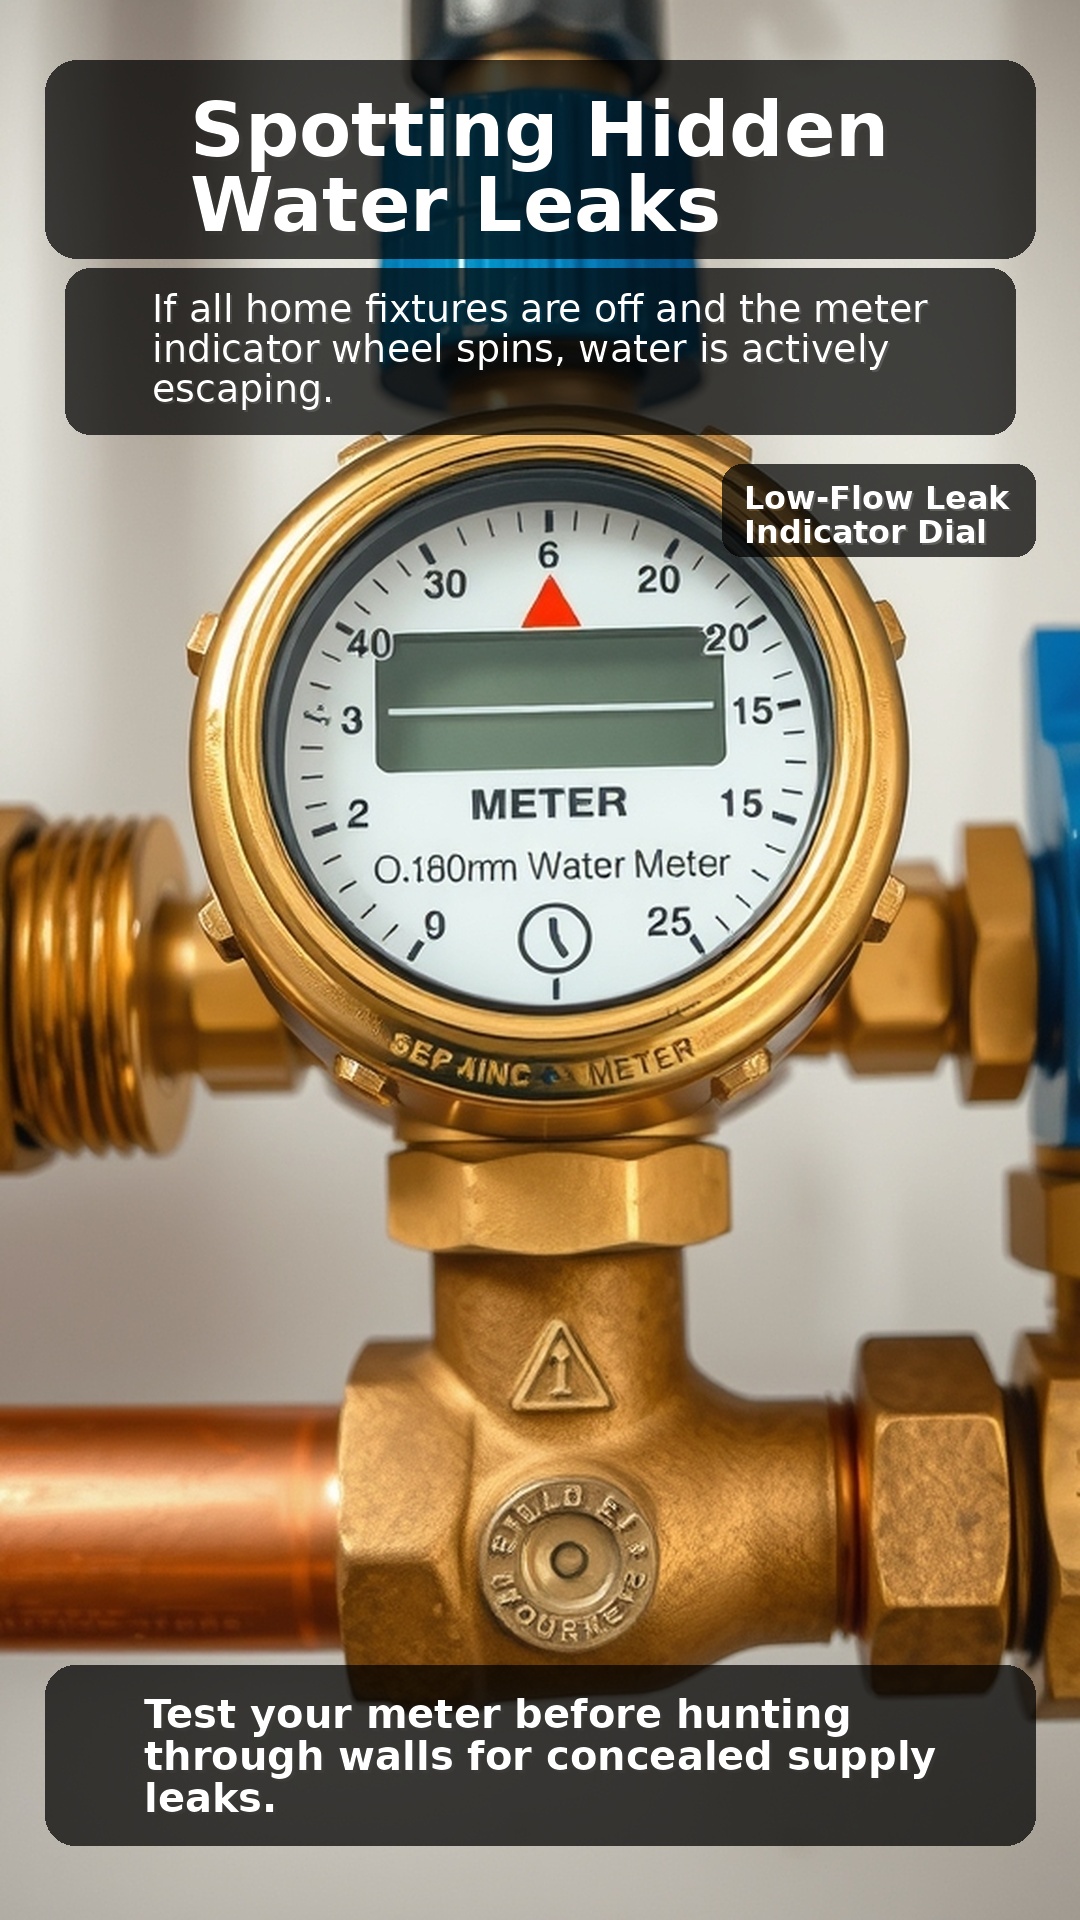 Spotting Hidden
Water Leaks
If all home fixtures are off and the meter
indicator wheel spins, water is actively
escaping.
Low-Flow Leak
Indicator Dial
6
30 20
40 20
3 15
2 15
METER
0.180mm Water Meter
9 25
METER
1
Test your meter before hunting
through walls for concealed supply
leaks.